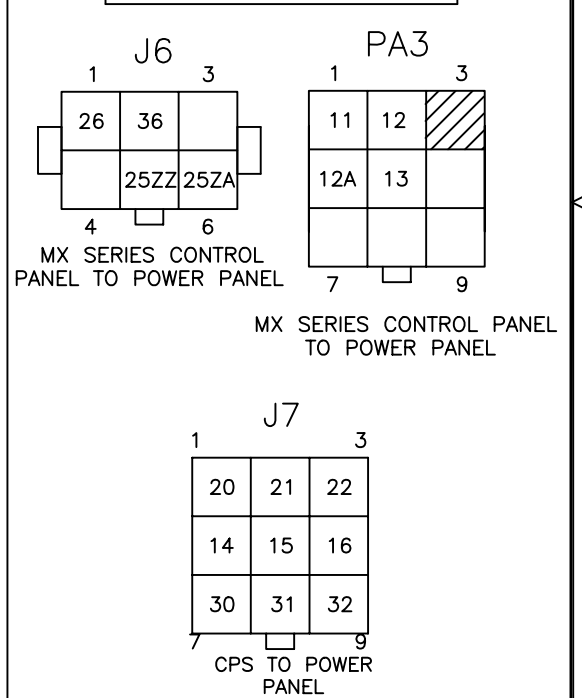 J6
1 3
26 36
25ZZ 25ZA
4 6
MX SERIES CONTROL
PANEL TO POWER PANEL
PA3
1 3
11 12
12A 13
7 9
MX SERIES CONTROL PANEL
TO POWER PANEL
J7
1 3
20 21 22
14 15 16
30 31 32
7 9
CPS TO POWER
PANEL